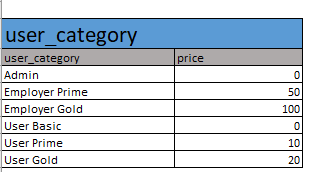 user_category
user_category price
Admin 0
Employer Prime 50
Employer Gold 100
User Basic 0
User Prime 10
User Gold 20